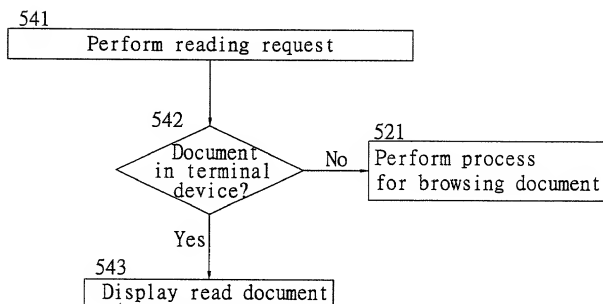 541
Perform reading request
542
Document
in terminal
device?
No
521
Perform process
for browsing document
Yes
543
Display read document